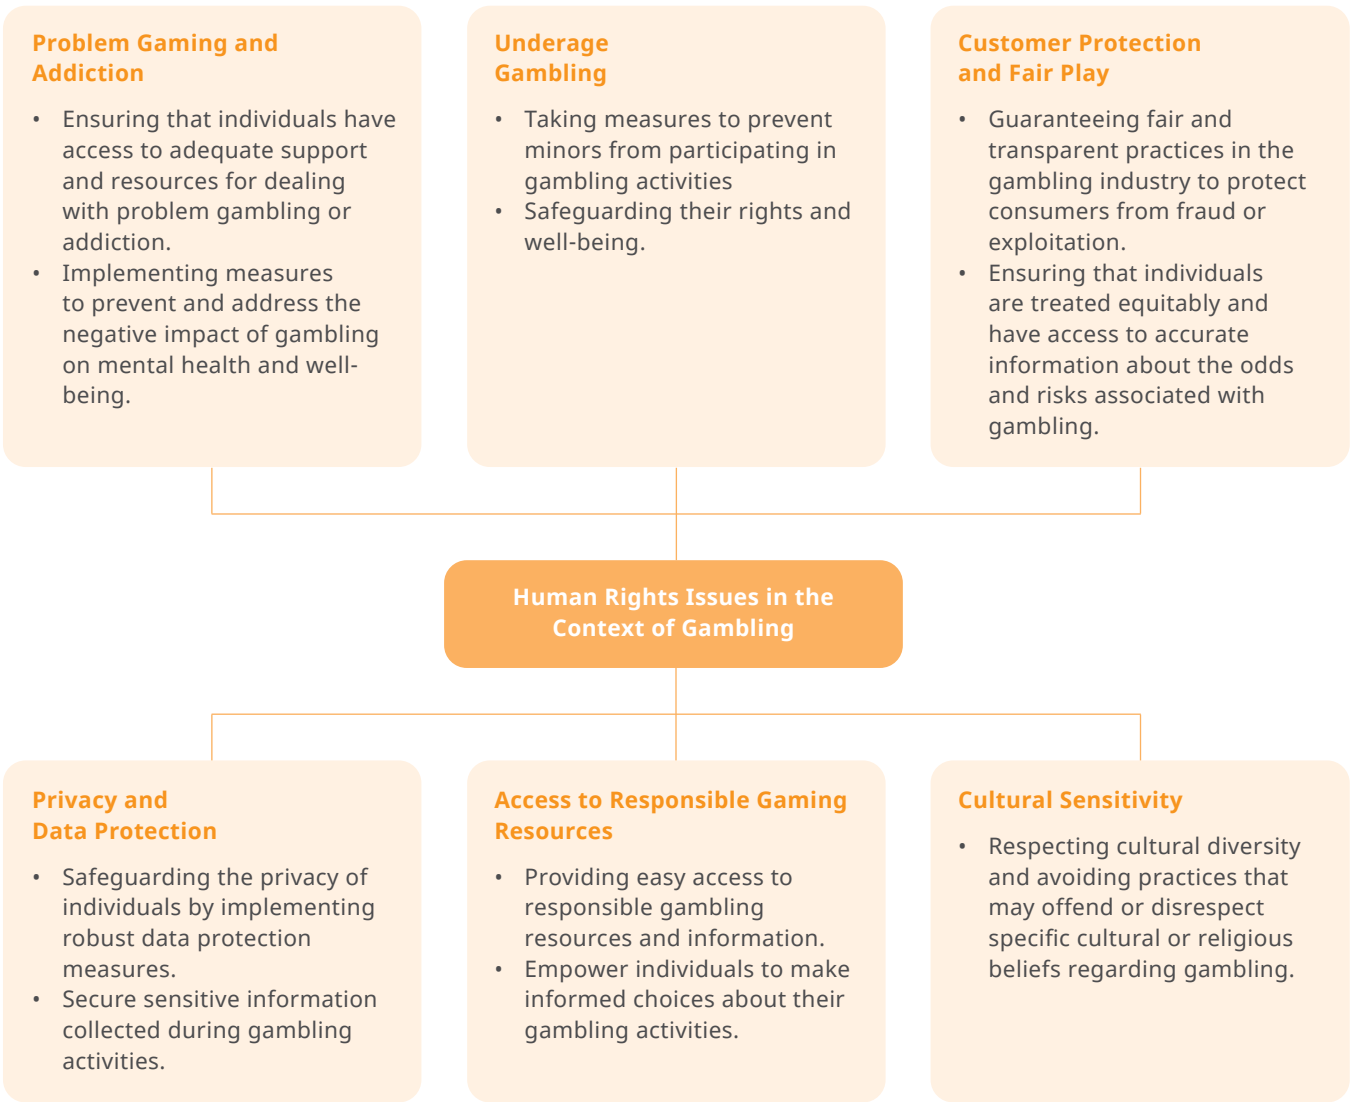 Problem Gaming and
Addiction
• Ensuring that individuals have
access to adequate support
and resources for dealing
with problem gambling or
addiction.
• Implementing measures
to prevent and address the
negative impact of gambling
on mental health and well-
being.
Underage
Gambling
• Taking measures to prevent
minors from participating in
gambling activities
• Safeguarding their rights and
well-being.
Customer Protection
and Fair Play
• Guaranteeing fair and
transparent practices in the
gambling industry to protect
consumers from fraud or
exploitation.
• Ensuring that individuals
are treated equitably and
have access to accurate
information about the odds
and risks associated with
gambling.
Human Rights Issues in the
Context of Gambling
Privacy and
Data Protection
• Safeguarding the privacy of
individuals by implementing
robust data protection
measures.
• Secure sensitive information
collected during gambling
activities.
Access to Responsible Gaming
Resources
• Providing easy access to
responsible gambling
resources and information.
• Empower individuals to make
informed choices about their
gambling activities.
Cultural Sensitivity
• Respecting cultural diversity
and avoiding practices that
may offend or disrespect
specific cultural or religious
beliefs regarding gambling.